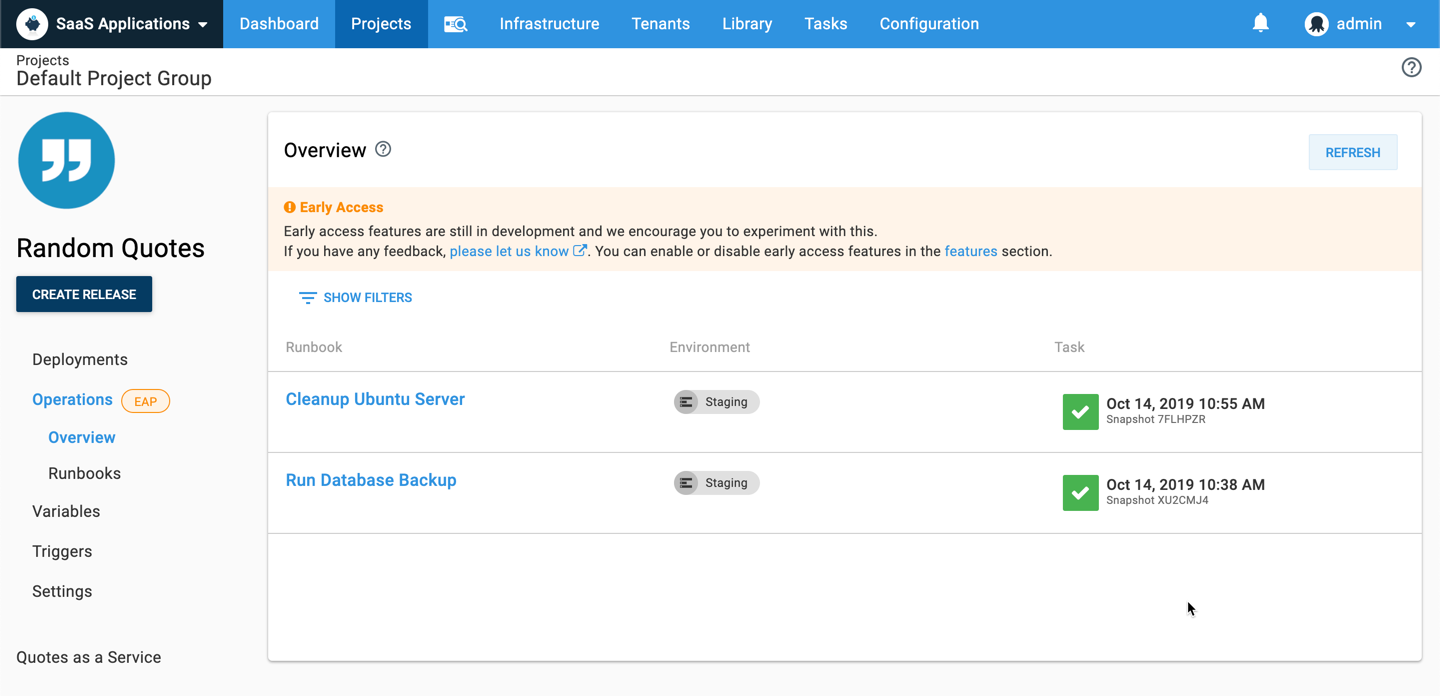 SaaS Applications
Dashboard
Projects
Infrastructure
Tenants
Library
Tasks
Configuration
admin
Projects
Default Project Group
Random Quotes
CREATE RELEASE
Deployments
Operations EAP
Overview
Runbooks
Variables
Triggers
Settings
Quotes as a Service
Overview
REFRESH
Early Access
Early access features are still in development and we encourage you to experiment with this.
If you have any feedback, please let us know. You can enable or disable early access features in the features section.
SHOW FILTERS
Runbook Environment Task
Cleanup Ubuntu Server Staging Oct 14, 2019 10:55 AM
Snapshot 7FLHPZR
Run Database Backup Staging Oct 14, 2019 10:38 AM
Snapshot XU2CMJ4